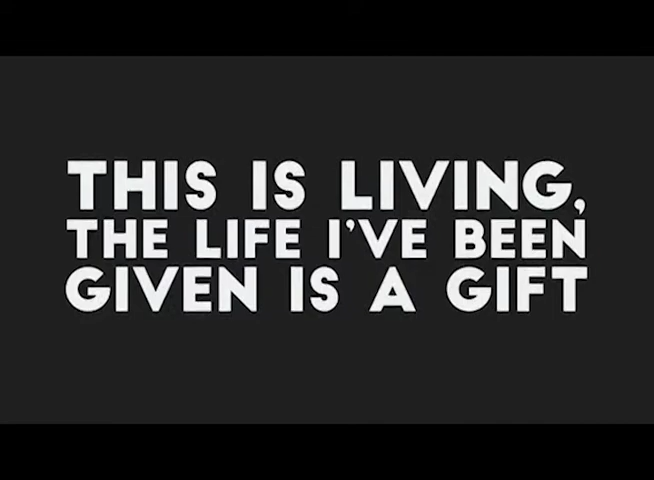 THIS IS LIVING,
THE LIFE I'VE BEEN
GIVEN IS A GIFT